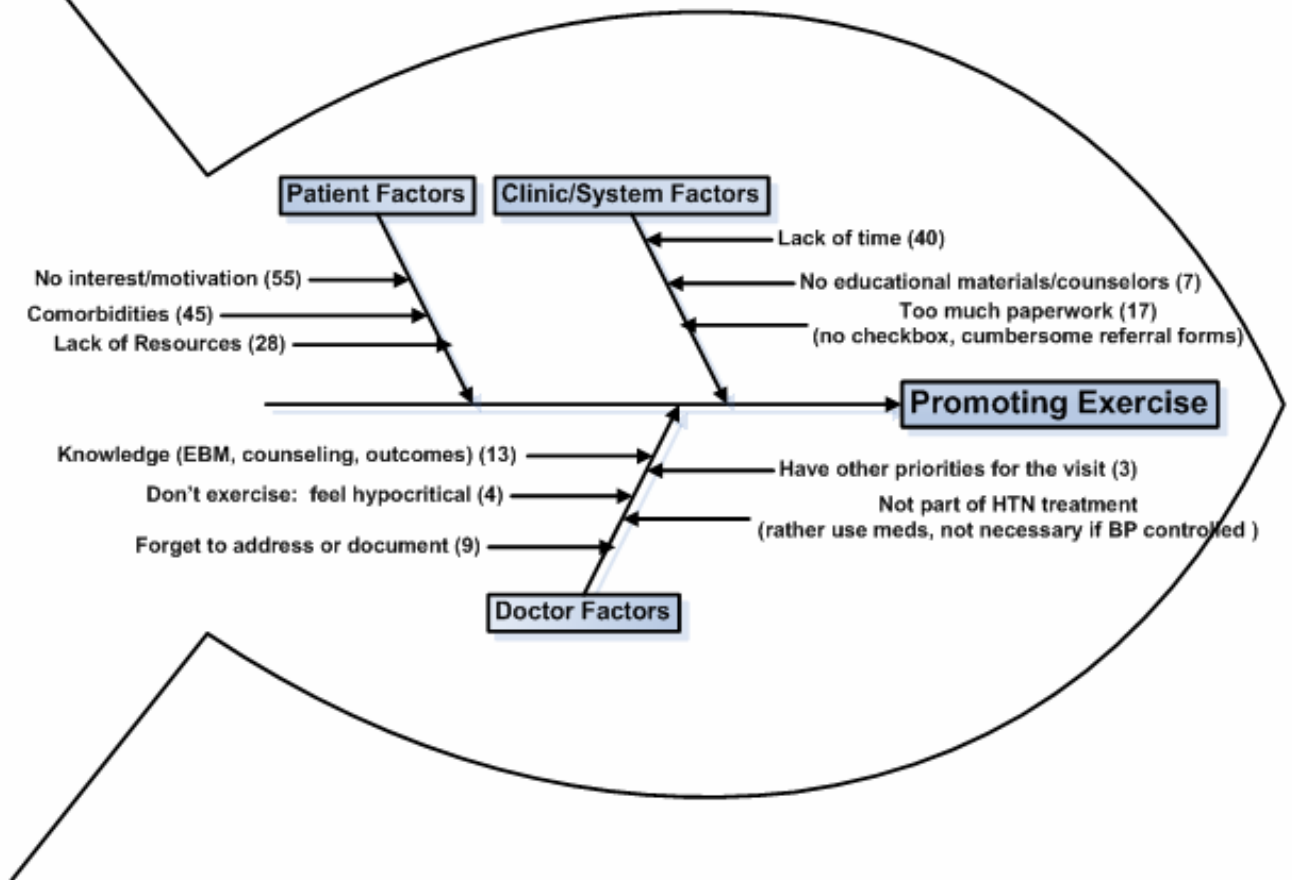 Patient Factors
Clinic/System Factors
Lack of time (40)
No interest/motivation (55)
No educational materials/counselors (7)
Comorbidities (45)
Too much paperwork (17)
(no checkbox, cumbersome referral forms)
Lack of Resources (28)
Promoting Exercise
Knowledge (EBM, counseling, outcomes) (13)
Have other priorities for the visit (3)
Don't exercise: feel hypocritical (4)
Not part of HTN treatment
(rather use meds, not necessary if BP controlled )
Forget to address or document (9)
Doctor Factors